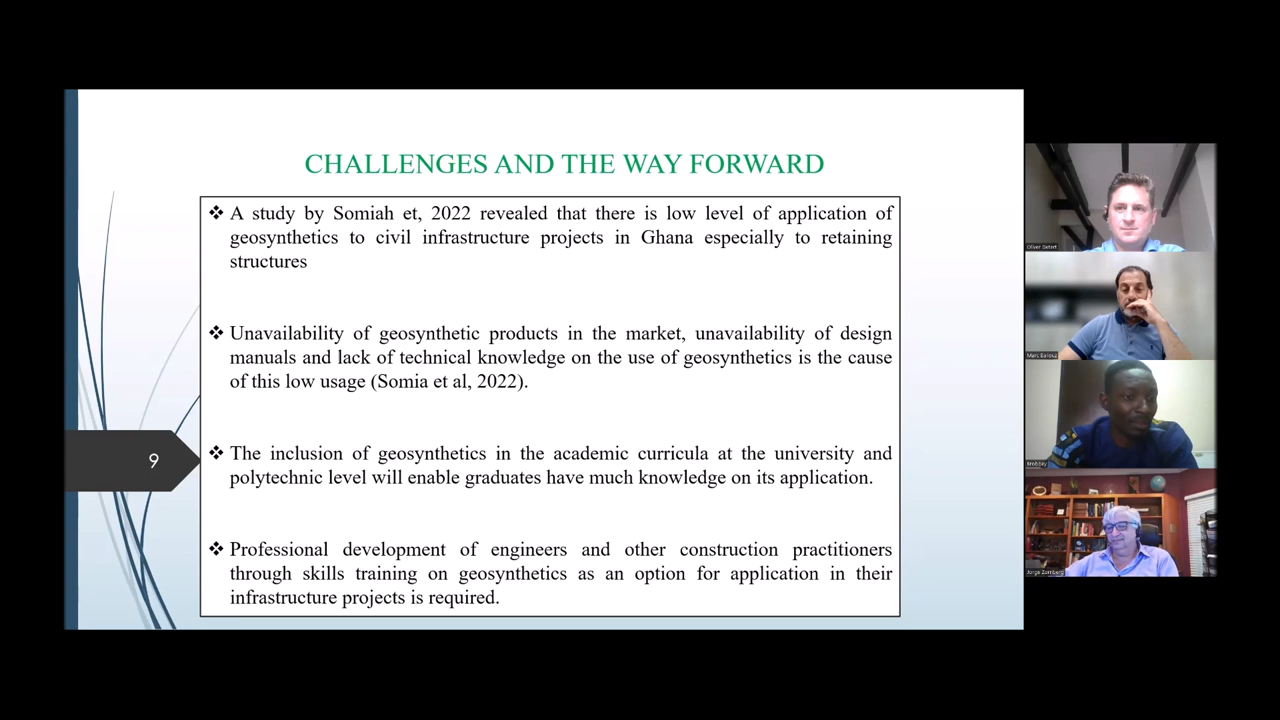 CHALLENGES AND THE WAY FORWARD
❖ A study by Somiah et, 2022 revealed that there is low level of application of
geosynthetics to civil infrastructure projects in Ghana especially to retaining
structures
❖ Unavailability of geosynthetic products in the market, unavailability of design
manuals and lack of technical knowledge on the use of geosynthetics is the cause
of this low usage (Somia et al, 2022).
❖ The inclusion of geosynthetics in the academic curricula at the university and
polytechnic level will enable graduates have much knowledge on its application.
❖ Professional development of engineers and other construction practitioners
through skills training on geosynthetics as an option for application in their
infrastructure projects is required.
9
Oliver Detert
Marc
Jorge Zornberg